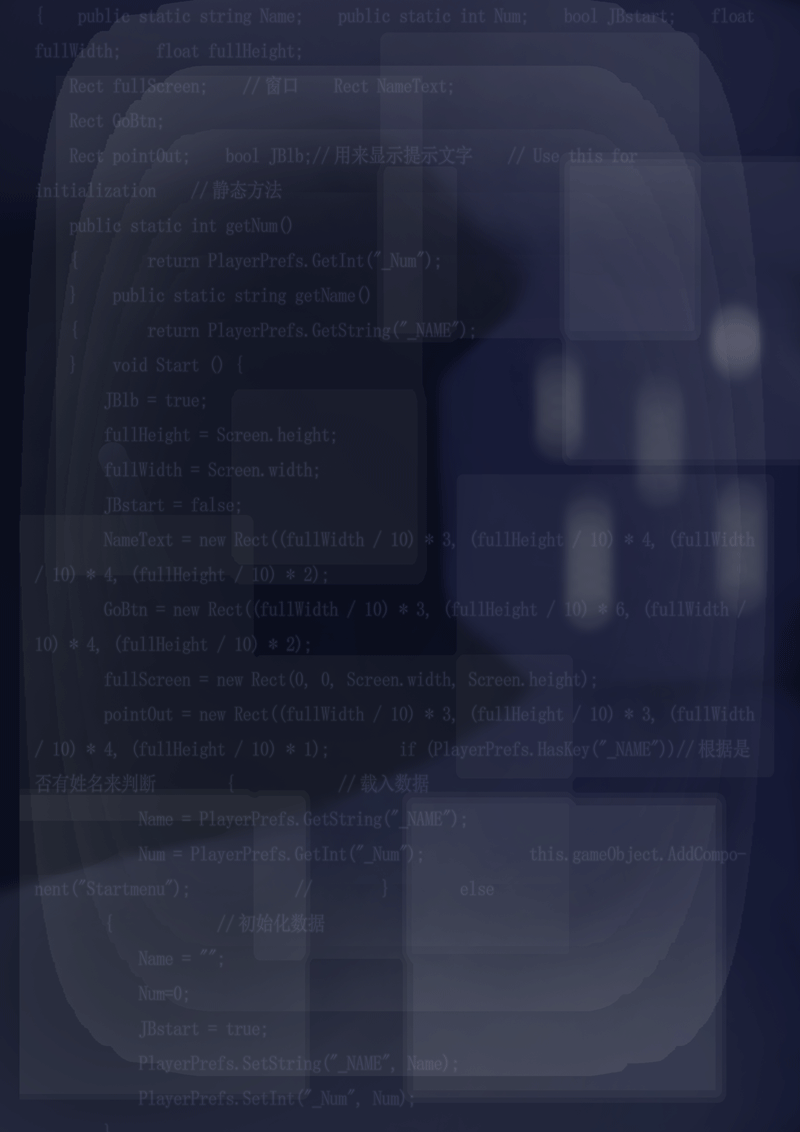 {    public static string Name;    public static int Num;    bool JBstart;    float
fullWidth;    float fullHeight;
Rect fullScreen;    //窗口    Rect NameText;
Rect GoBtn;
Rect pointOut;    bool JBlb;//用来显示提示文字    // Use this for
initialization    //静态方法
public static int getNum()
{        return PlayerPrefs.GetInt("_Num");
}    public static string getName()
{        return PlayerPrefs.GetString("_NAME");
}    void Start () {
JBlb = true;
fullHeight = Screen.height;
fullWidth = Screen.width;
JBstart = false;
NameText = new Rect((fullWidth / 10) * 3, (fullHeight / 10) * 4, (fullWidth
/ 10) * 4, (fullHeight / 10) * 2);
GoBtn = new Rect((fullWidth / 10) * 3, (fullHeight / 10) * 6, (fullWidth /
10) * 4, (fullHeight / 10) * 2);
fullScreen = new Rect(0, 0, Screen.width, Screen.height);
pointOut = new Rect((fullWidth / 10) * 3, (fullHeight / 10) * 3, (fullWidth
/ 10) * 4, (fullHeight / 10) * 1);        if (PlayerPrefs.HasKey("_NAME"))//根据是
否有姓名来判断        {            //载入数据
Name = PlayerPrefs.GetString("_NAME");
Num = PlayerPrefs.GetInt("_Num");            this.gameObject.AddCompo-
nent("Startmenu");            //        }        else
{            //初始化数据
Name = "";
Num=0;
JBstart = true;
PlayerPrefs.SetString("_NAME", Name);
PlayerPrefs.SetInt("_Num", Num);
}